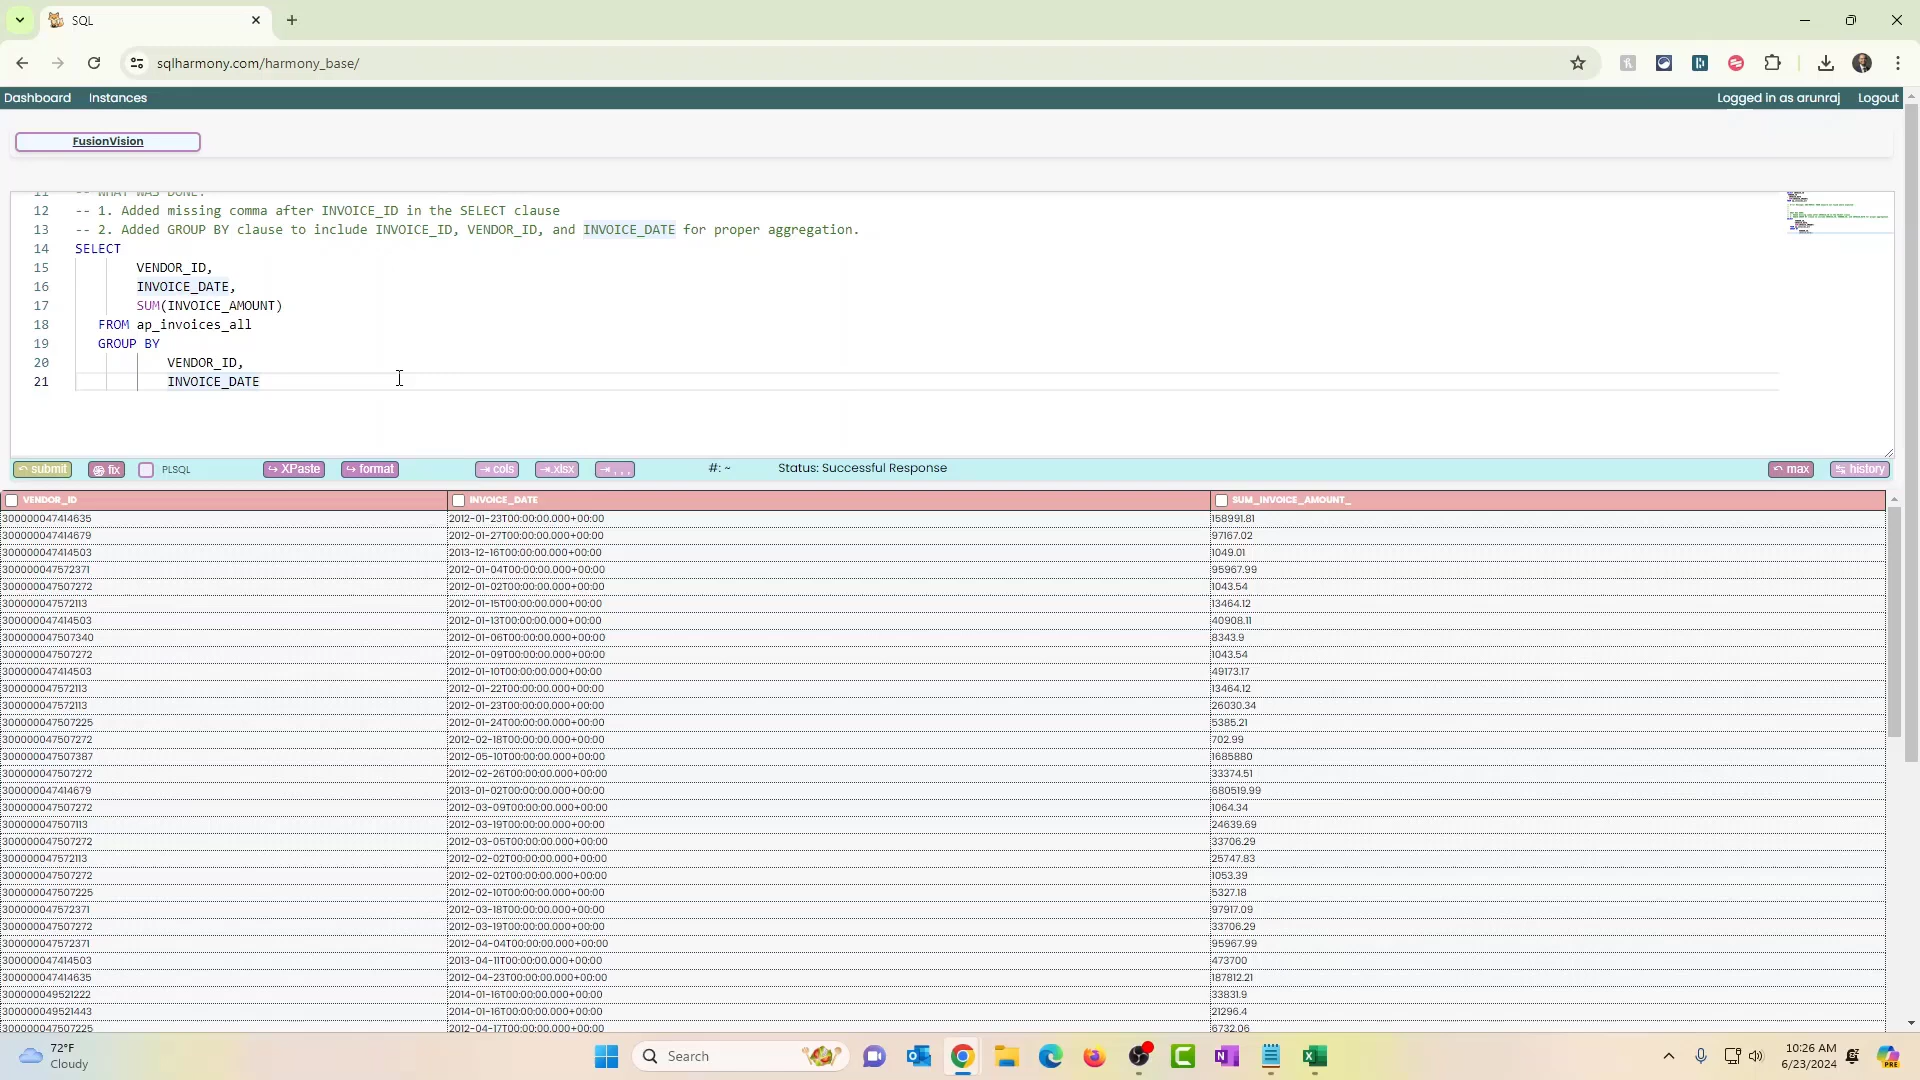 SQL
sqlharmony.com/harmony_base/
Dashboard Instances Logged in as arunraj Logout
FusionVision
11 -- WHAT WAS DONE:
12 -- 1. Added missing comma after INVOICE_ID in the SELECT clause
13 -- 2. Added GROUP BY clause to include INVOICE_ID, VENDOR_ID, and INVOICE_DATE for proper aggregation.
14 SELECT
15 VENDOR_ID,
16 INVOICE_DATE,
17 SUM(INVOICE_AMOUNT)
18 FROM ap_invoices_all
19 GROUP BY
20 VENDOR_ID,
21 INVOICE_DATE
submit fix PLSQL XPaste format cols .xlsx , , , #: ~ Status: Successful Response max history
VENDOR_ID INVOICE_DATE SUM_INVOICE_AMOUNT_
300000047414635 2012-01-23T00:00:00.000+00:00 158991.81
300000047414679 2012-01-27T00:00:00.000+00:00 97167.02
300000047414503 2013-12-16T00:00:00.000+00:00 1049.01
300000047572371 2012-01-04T00:00:00.000+00:00 95967.99
300000047507272 2012-01-02T00:00:00.000+00:00 1043.54
300000047572113 2012-01-15T00:00:00.000+00:00 13464.12
300000047414503 2012-01-13T00:00:00.000+00:00 40908.11
300000047507340 2012-01-06T00:00:00.000+00:00 8343.9
300000047507272 2012-01-09T00:00:00.000+00:00 1043.54
300000047414503 2012-01-10T00:00:00.000+00:00 49173.17
300000047572113 2012-01-22T00:00:00.000+00:00 13464.12
300000047572113 2012-01-23T00:00:00.000+00:00 26030.34
300000047507225 2012-01-24T00:00:00.000+00:00 5385.21
300000047507272 2012-02-18T00:00:00.000+00:00 702.99
300000047507387 2012-05-10T00:00:00.000+00:00 1685880
300000047507272 2012-02-26T00:00:00.000+00:00 33374.51
300000047414679 2013-01-02T00:00:00.000+00:00 680519.99
300000047507272 2012-03-09T00:00:00.000+00:00 1064.34
300000047507113 2012-03-19T00:00:00.000+00:00 24639.69
300000047507272 2012-03-05T00:00:00.000+00:00 33706.29
300000047572113 2012-02-02T00:00:00.000+00:00 25747.83
300000047507272 2012-02-02T00:00:00.000+00:00 1053.39
300000047507225 2012-02-10T00:00:00.000+00:00 5327.18
300000047572371 2012-03-18T00:00:00.000+00:00 97917.09
300000047507272 2012-03-19T00:00:00.000+00:00 33706.29
300000047572371 2012-04-04T00:00:00.000+00:00 95967.99
300000047414503 2013-04-11T00:00:00.000+00:00 473700
300000047414635 2012-04-23T00:00:00.000+00:00 187812.21
300000049521222 2014-01-16T00:00:00.000+00:00 33831.9
300000049521443 2014-01-16T00:00:00.000+00:00 21296.4
300000047507225 2012-04-17T00:00:00.000+00:00 6732.06
72°F
Cloudy
Search
10:26 AM
6/23/2024
PRE